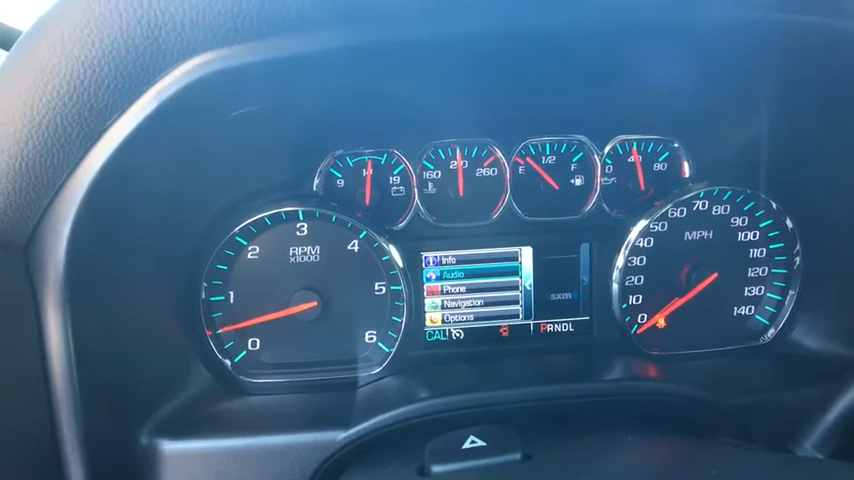 9 14 19
160 210 260
E 1/2 F
0 40 80
0 1 2 3 4 5 6
RPM
x1000
Info
Audio
Phone
Navigation
Options
sxm
CAL
PRNDL
0 10 20 30 40 50 60 70 80 90 100 110 120 130 140
MPH